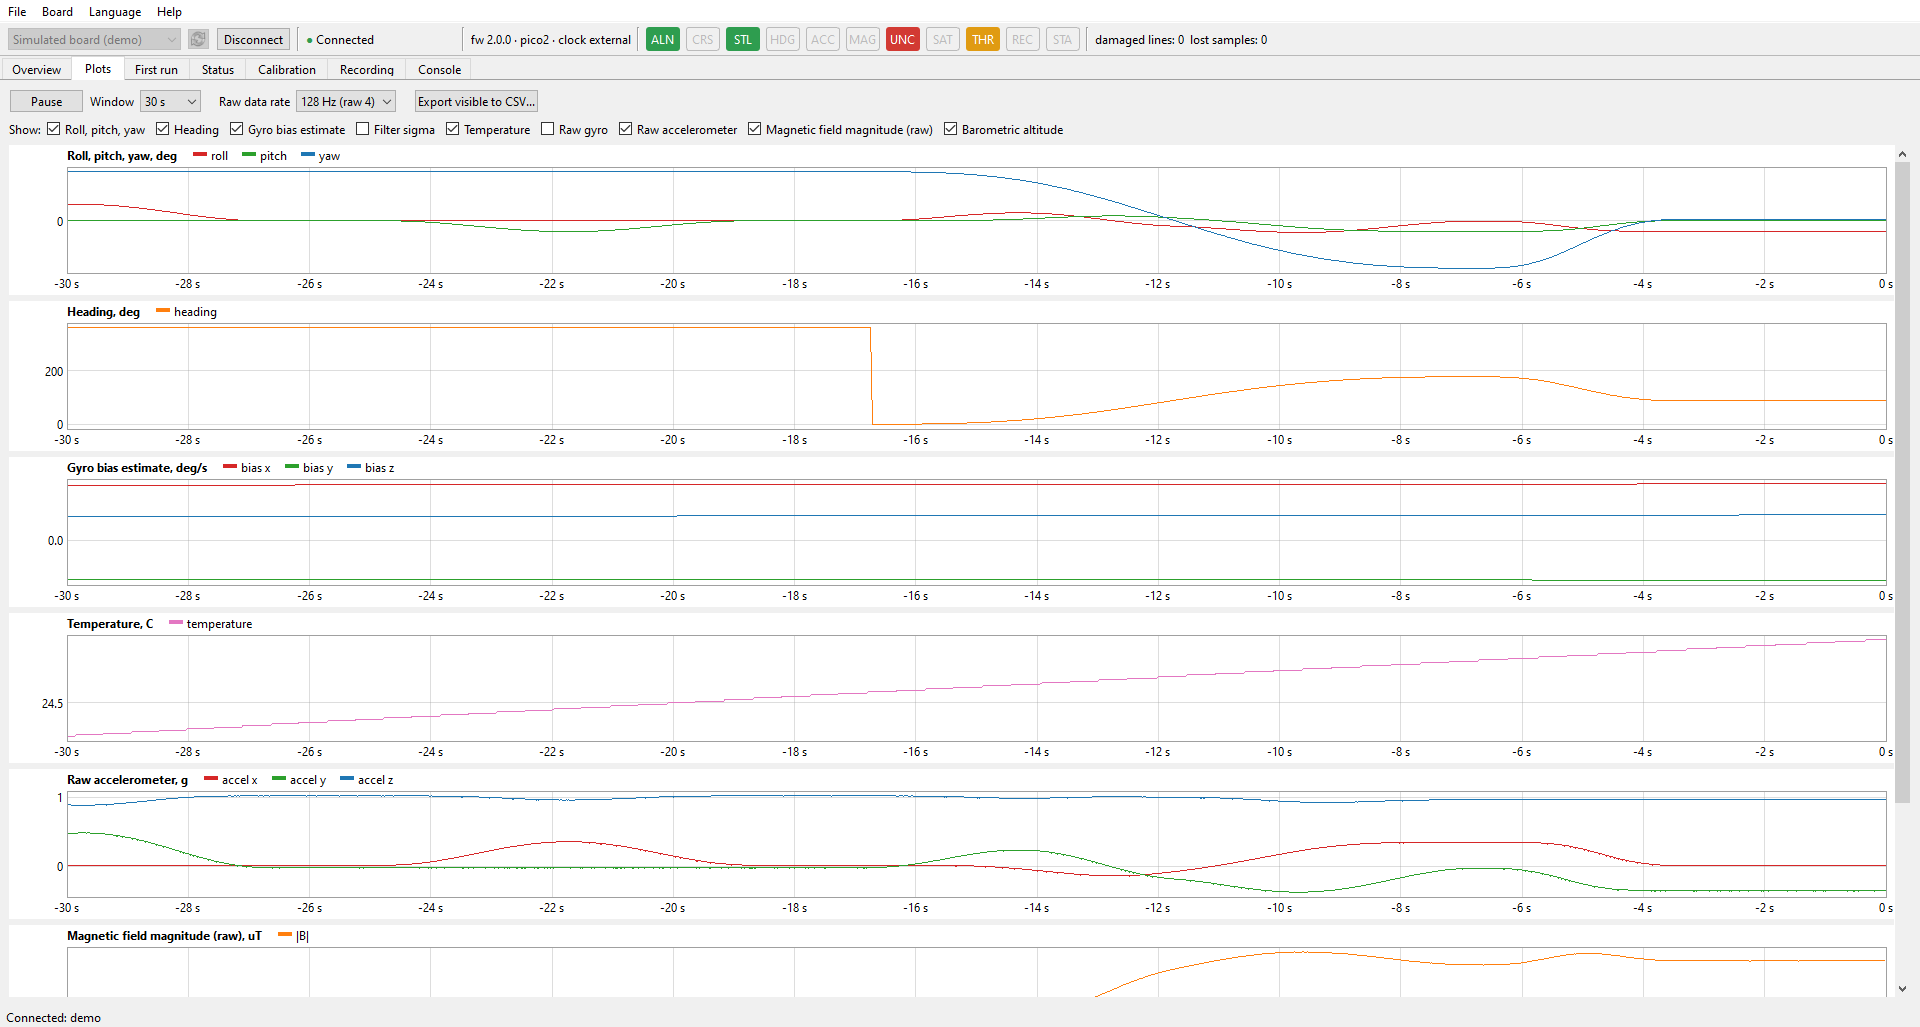 File Board Language Help
Simulated board (demo) Disconnect ● Connected fw 2.0.0 · pico2 · clock external ALN CRS STL HDG ACC MAG UNC SAT THR REC STA damaged lines: 0 lost samples: 0
Overview Plots First run Status Calibration Recording Console
Pause Window 30 s Raw data rate 128 Hz (raw 4) Export visible to CSV...
Show: Roll, pitch, yaw Heading Gyro bias estimate Filter sigma Temperature Raw gyro Raw accelerometer Magnetic field magnitude (raw) Barometric altitude
Roll, pitch, yaw, deg roll pitch yaw
0
-30 s -28 s -26 s -24 s -22 s -20 s -18 s -16 s -14 s -12 s -10 s -8 s -6 s -4 s -2 s 0 s
Heading, deg heading
200
0
-30 s -28 s -26 s -24 s -22 s -20 s -18 s -16 s -14 s -12 s -10 s -8 s -6 s -4 s -2 s 0 s
Gyro bias estimate, deg/s bias x bias y bias z
0.0
-30 s -28 s -26 s -24 s -22 s -20 s -18 s -16 s -14 s -12 s -10 s -8 s -6 s -4 s -2 s 0 s
Temperature, C temperature
24.5
-30 s -28 s -26 s -24 s -22 s -20 s -18 s -16 s -14 s -12 s -10 s -8 s -6 s -4 s -2 s 0 s
Raw accelerometer, g accel x accel y accel z
1
0
-30 s -28 s -26 s -24 s -22 s -20 s -18 s -16 s -14 s -12 s -10 s -8 s -6 s -4 s -2 s 0 s
Magnetic field magnitude (raw), uT |B|
Connected: demo